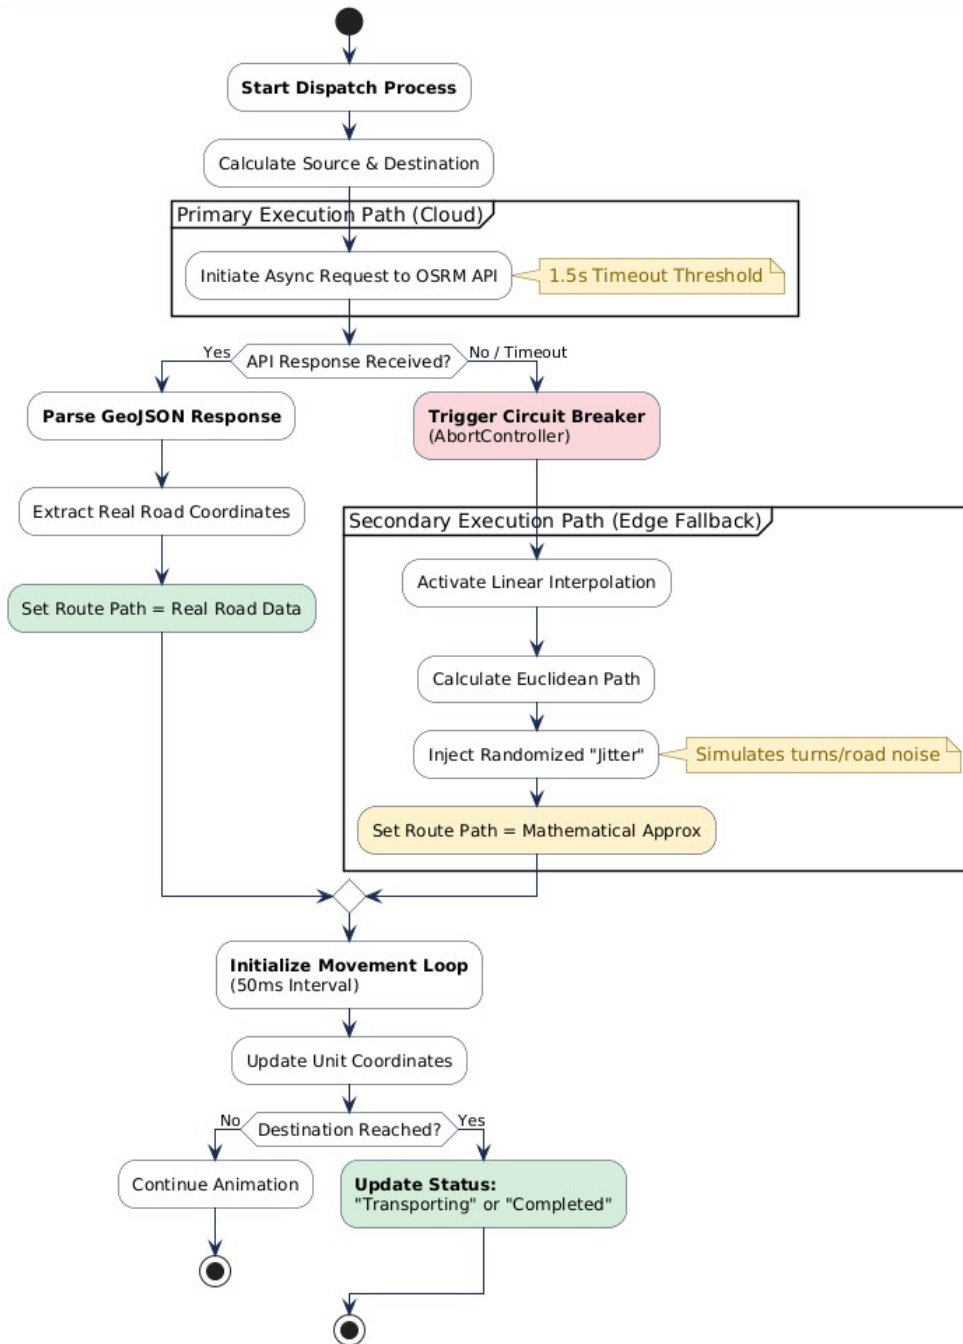 Start Dispatch Process
Calculate Source & Destination
Primary Execution Path (Cloud)
Initiate Async Request to OSRM API
1.5s Timeout Threshold
Yes
API Response Received?
No / Timeout
Parse GeoJSON Response
Trigger Circuit Breaker
(AbortController)
Extract Real Road Coordinates
Secondary Execution Path (Edge Fallback)
Activate Linear Interpolation
Set Route Path = Real Road Data
Calculate Euclidean Path
Inject Randomized "Jitter"
Simulates turns/road noise
Set Route Path = Mathematical Approx
Initialize Movement Loop
(50ms Interval)
Update Unit Coordinates
No
Destination Reached?
Yes
Continue Animation
Update Status:
"Transporting" or "Completed"